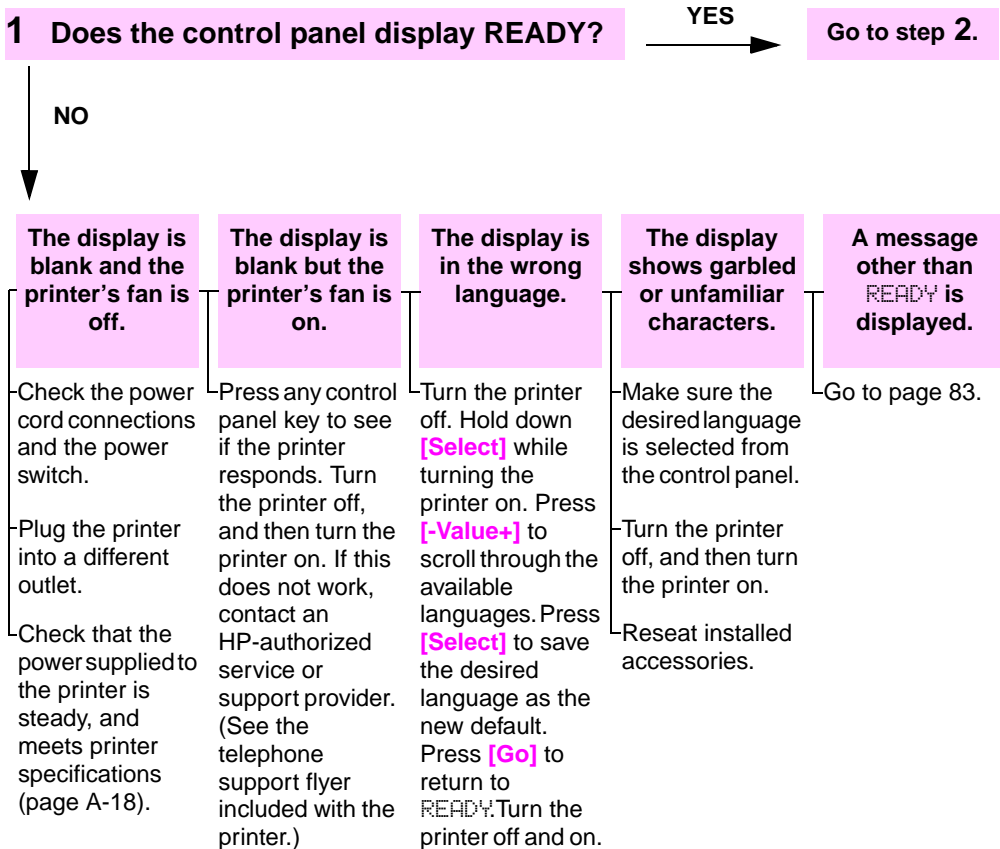 1 Does the control panel display READY?
YES
Go to step 2.
NO
The display is
blank and the
printer's fan is
off.
Check the power
cord connections
and the power
switch.
Plug the printer
into a different
outlet.
Check that the
power supplied to
the printer is
steady, and
meets printer
specifications
(page A-18).
The display is
blank but the
printer's fan is
on.
Press any control
panel key to see
if the printer
responds. Turn
the printer off,
and then turn the
printer on. If this
does not work,
contact an
HP-authorized
service or
support provider.
(See the
telephone
support flyer
included with the
printer.)
The display is
in the wrong
language.
Turn the printer
off. Hold down
[Select] while
turning the
printer on. Press
[-Value+] to
scroll through the
available
languages. Press
[Select] to save
the desired
language as the
new default.
Press [Go] to
return to
READY. Turn the
printer off and on.
The display
shows garbled
or unfamiliar
characters.
Make sure the
desired language
is selected from
the control panel.
Turn the printer
off, and then turn
the printer on.
Reseat installed
accessories.
A message
other than
READY is
displayed.
Go to page 83.